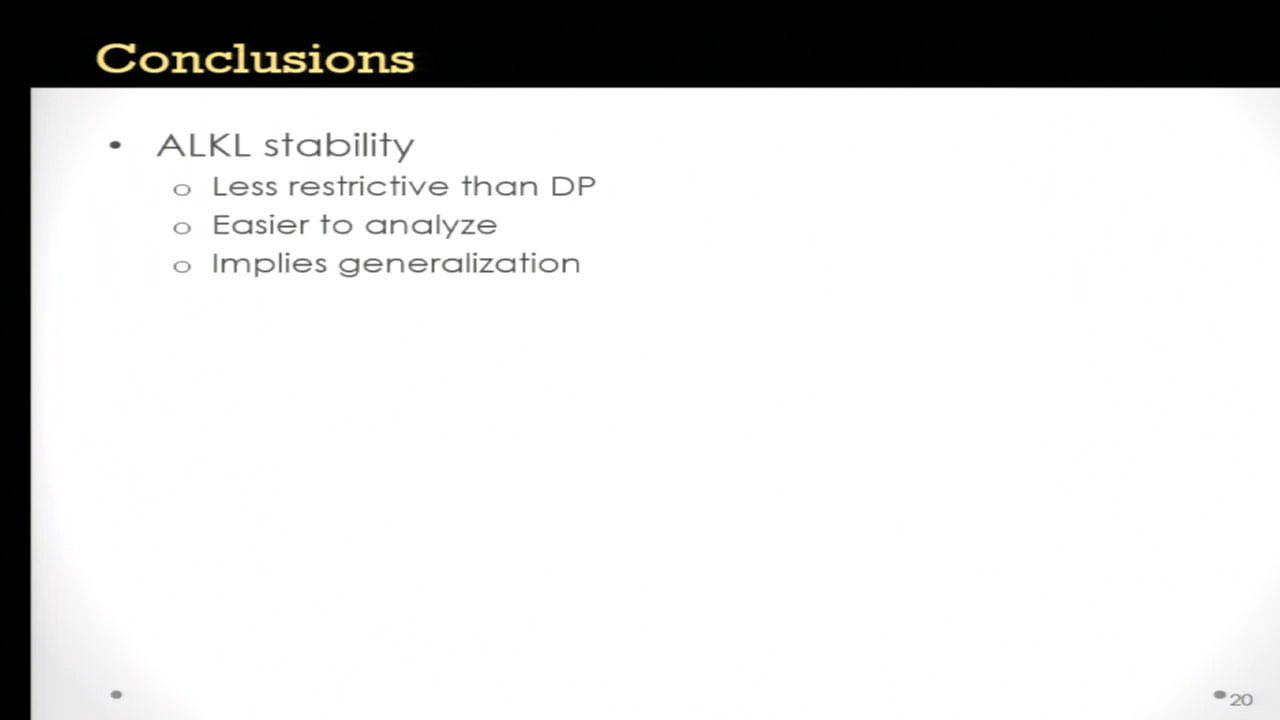 Conclusions
• ALKL stability
o Less restrictive than DP
o Easier to analyze
o Implies generalization
20